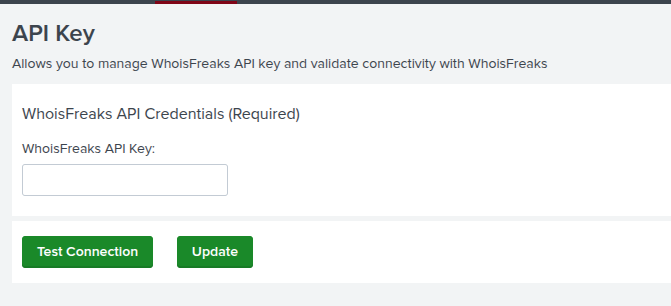 API Key
Allows you to manage WhoisFreaks API key and validate connectivity with WhoisFreaks
WhoisFreaks API Credentials (Required)
WhoisFreaks API Key:
Test Connection
Update